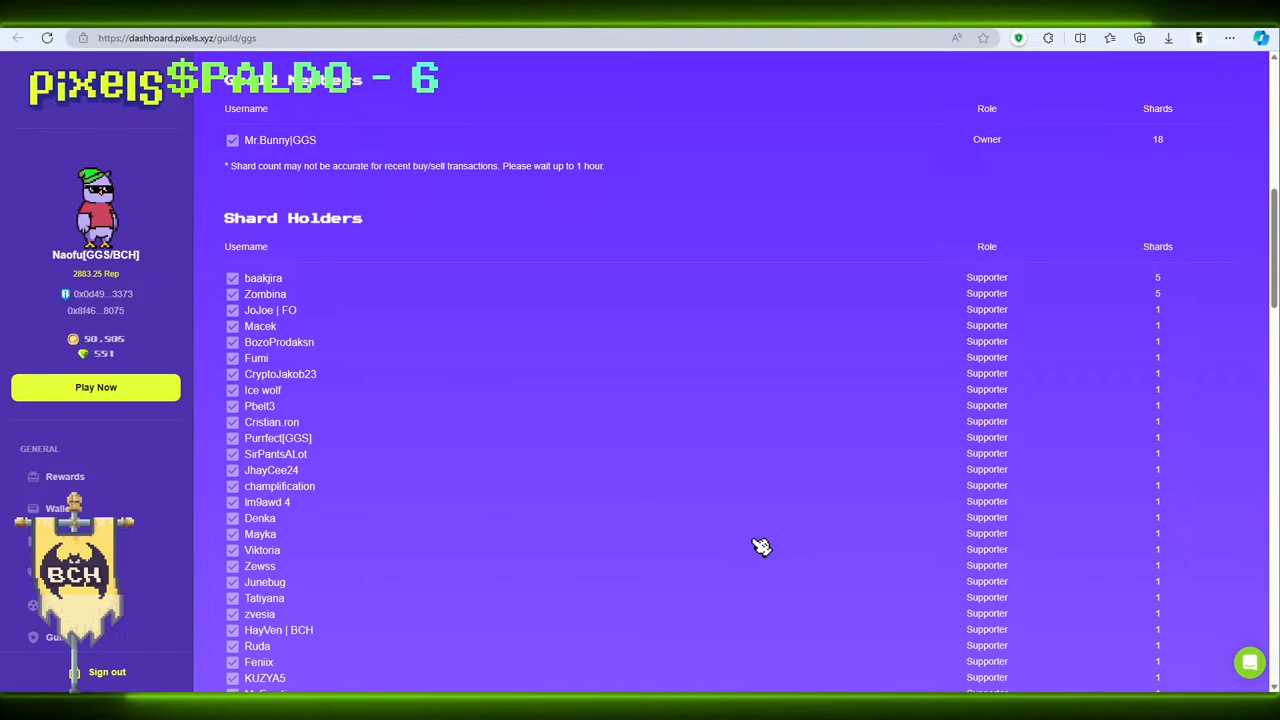 https://dashboard.pixels.xyz/guild/ggs
pixels
$PALDO - 6
Username Role Shards
Mr.Bunny|GGS Owner 18
* Shard count may not be accurate for recent buy/sell transactions. Please wait up to 1 hour.
Shard Holders
Username Role Shards
baakjira Supporter 5
Zombina Supporter 5
JoJoe | FO Supporter 1
Macek Supporter 1
BozoProdaksn Supporter 1
Fumi Supporter 1
CryptoJakob23 Supporter 1
Ice wolf Supporter 1
Pbelt3 Supporter 1
Cristian.ron Supporter 1
Purrfect[GGS] Supporter 1
SirPantsALot Supporter 1
JhayCee24 Supporter 1
champlification Supporter 1
Im9awd 4 Supporter 1
Denka Supporter 1
Mayka Supporter 1
Viktoria Supporter 1
Zewss Supporter 1
Junebug Supporter 1
Tatiyana Supporter 1
zvesia Supporter 1
HayVen | BCH Supporter 1
Ruda Supporter 1
Feniix Supporter 1
KUZYA5 Supporter 1
Naofu[GGS/BCH]
2883.25 Rep
0x0d49...3373
0x8f46...8075
90,906
591
Play Now
GENERAL
Rewards
BCH
Sign out